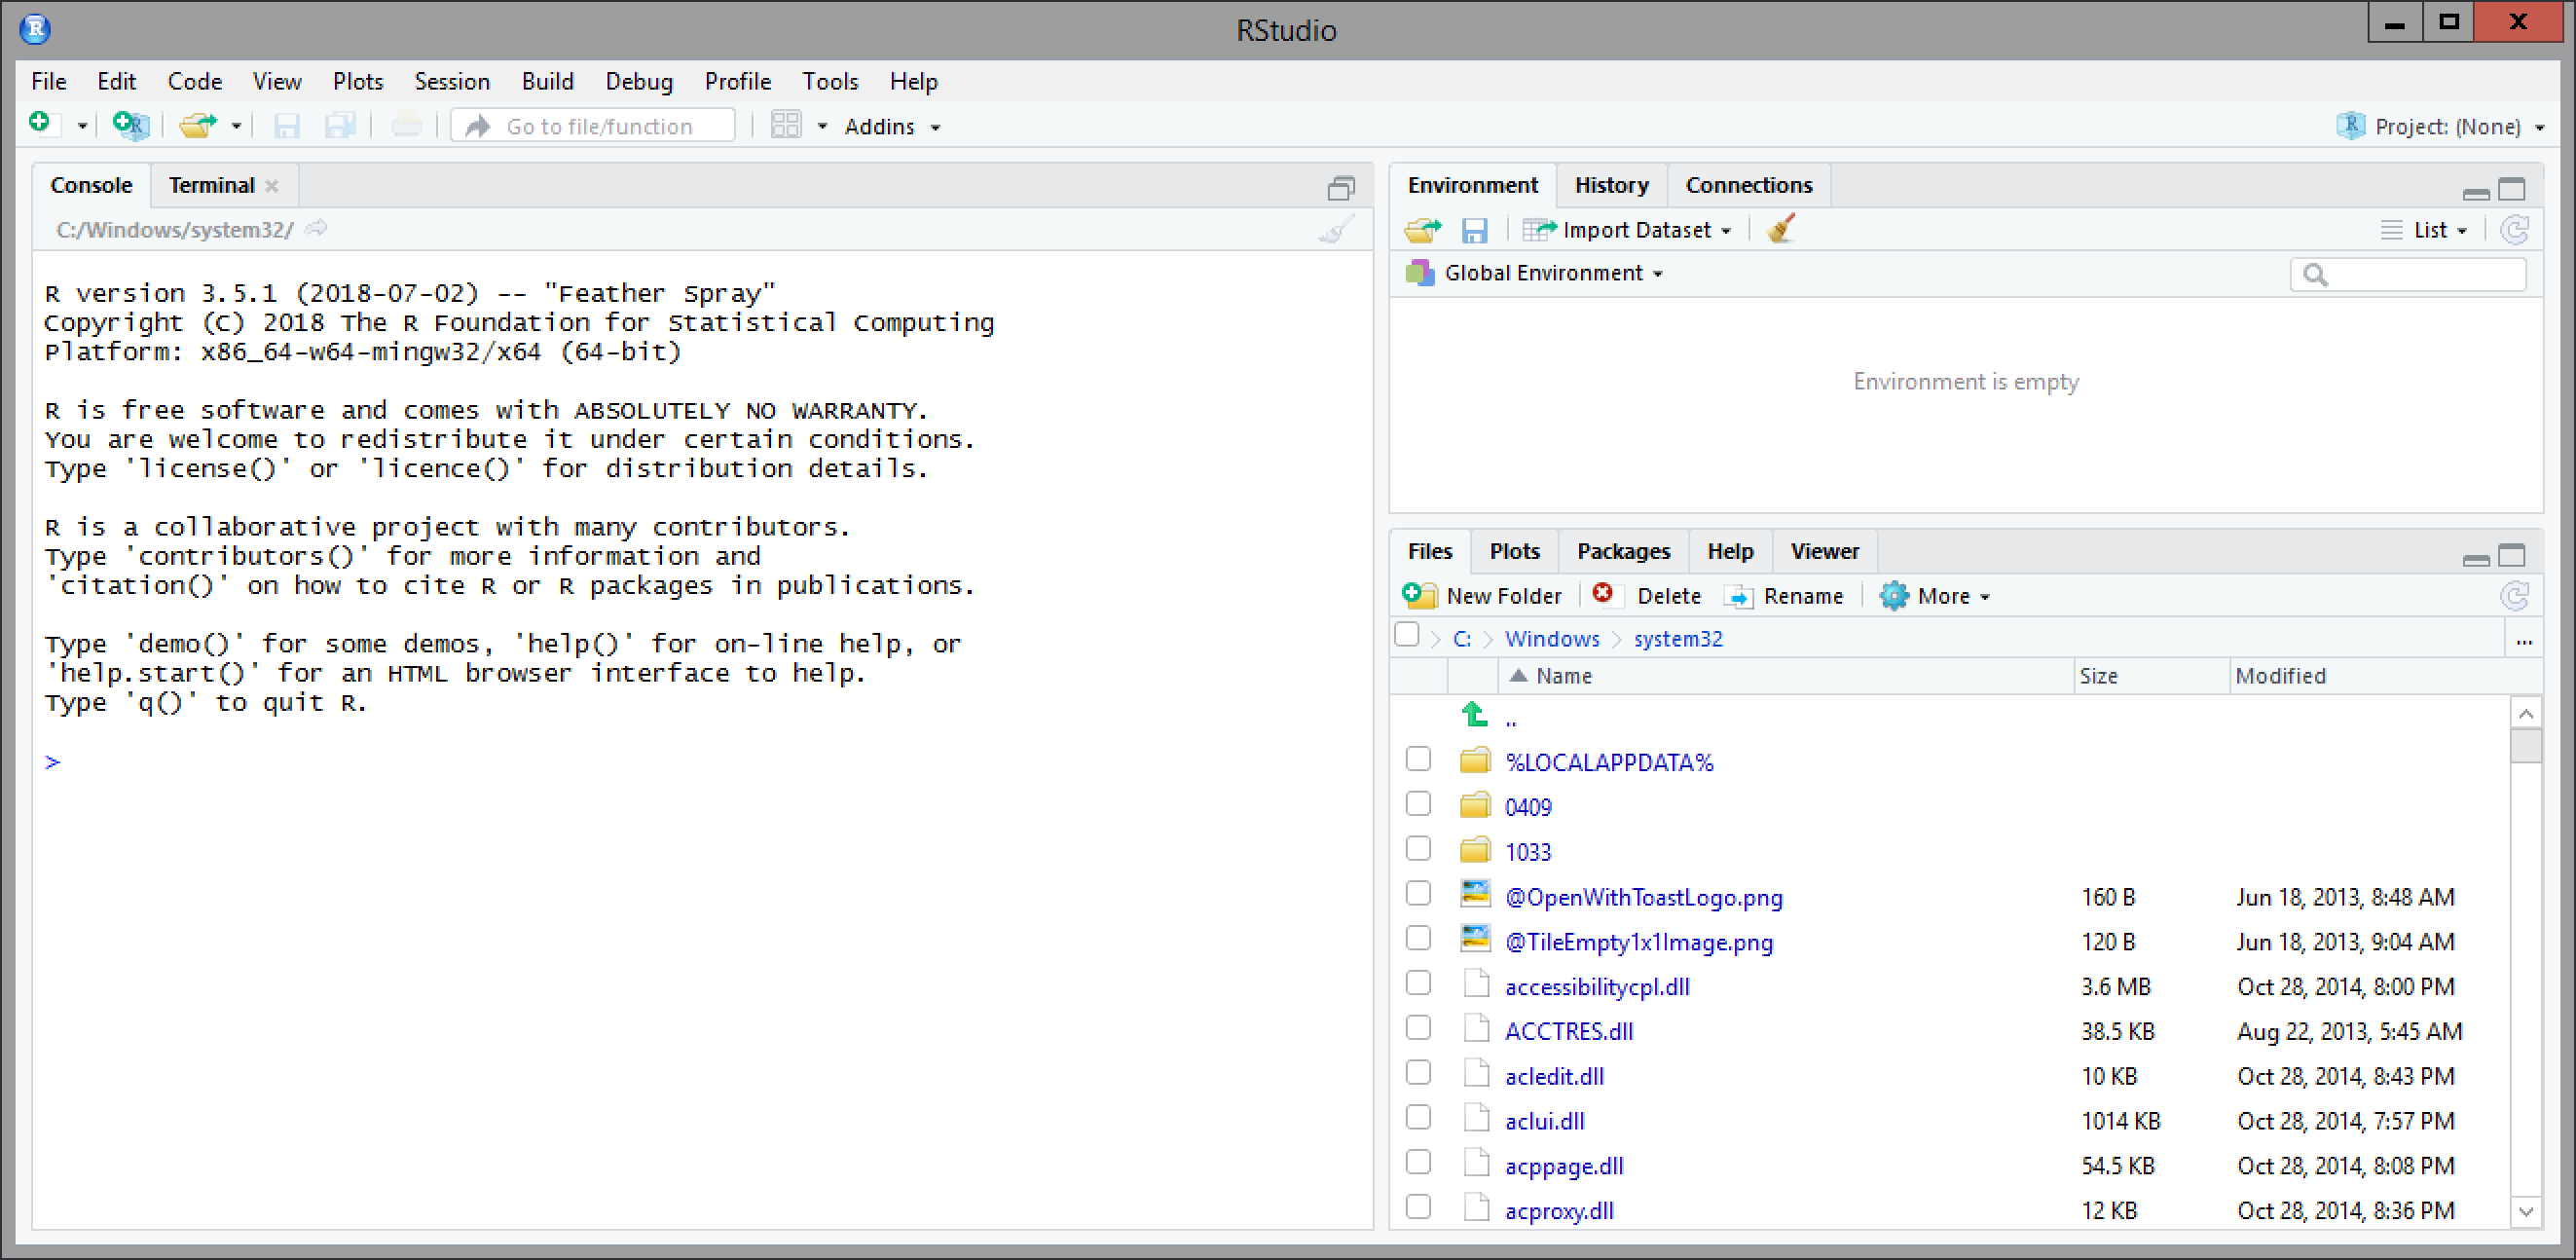 RStudio
File Edit Code View Plots Session Build Debug Profile Tools Help
Go to file/function Addins Project: (None)
Console Terminal
C:/Windows/system32/
R version 3.5.1 (2018-07-02) -- "Feather Spray"
Copyright (C) 2018 The R Foundation for Statistical Computing
Platform: x86_64-w64-mingw32/x64 (64-bit)
R is free software and comes with ABSOLUTELY NO WARRANTY.
You are welcome to redistribute it under certain conditions.
Type 'license()' or 'licence()' for distribution details.
R is a collaborative project with many contributors.
Type 'contributors()' for more information and
'citation()' on how to cite R or R packages in publications.
Type 'demo()' for some demos, 'help()' for on-line help, or
'help.start()' for an HTML browser interface to help.
Type 'q()' to quit R.
>
Environment History Connections
Import Dataset List
Global Environment
Environment is empty
Files Plots Packages Help Viewer
New Folder Delete Rename More
C: Windows system32 ...
Name Size Modified
..
%LOCALAPPDATA%
0409
1033
@OpenWithToastLogo.png 160 B Jun 18, 2013, 8:48 AM
@TileEmpty1x1Image.png 120 B Jun 18, 2013, 9:04 AM
accessibilitycpl.dll 3.6 MB Oct 28, 2014, 8:00 PM
ACCTRES.dll 38.5 KB Aug 22, 2013, 5:45 AM
acledit.dll 10 KB Oct 28, 2014, 8:43 PM
aclui.dll 1014 KB Oct 28, 2014, 7:57 PM
acppage.dll 54.5 KB Oct 28, 2014, 8:08 PM
acproxy.dll 12 KB Oct 28, 2014, 8:36 PM